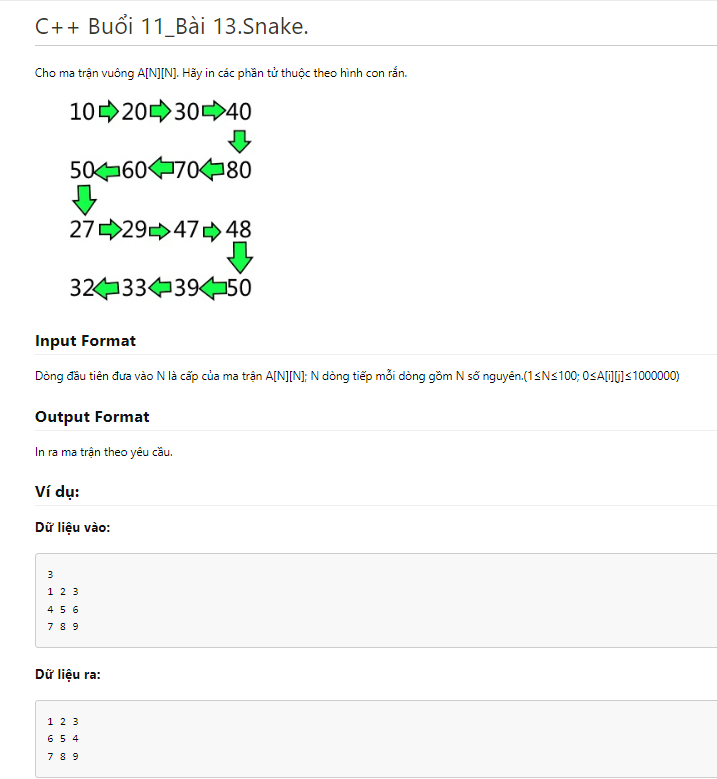 C++ Buổi 11_Bài 13.Snake.
Cho ma trận vuông A[N][N]. Hãy in các phần tử thuộc theo hình con rắn.
10 20 30 40
50 60 70 80
27 29 47 48
32 33 39 50
Input Format
Dòng đầu tiên đưa vào N là cấp của ma trận A[N][N]; N dòng tiếp mỗi dòng gồm N số nguyên.(1≤N≤100; 0≤A[i][j]≤1000000)
Output Format
In ra ma trận theo yêu cầu.
Ví dụ:
Dữ liệu vào:
3
1 2 3
4 5 6
7 8 9
Dữ liệu ra:
1 2 3
6 5 4
7 8 9